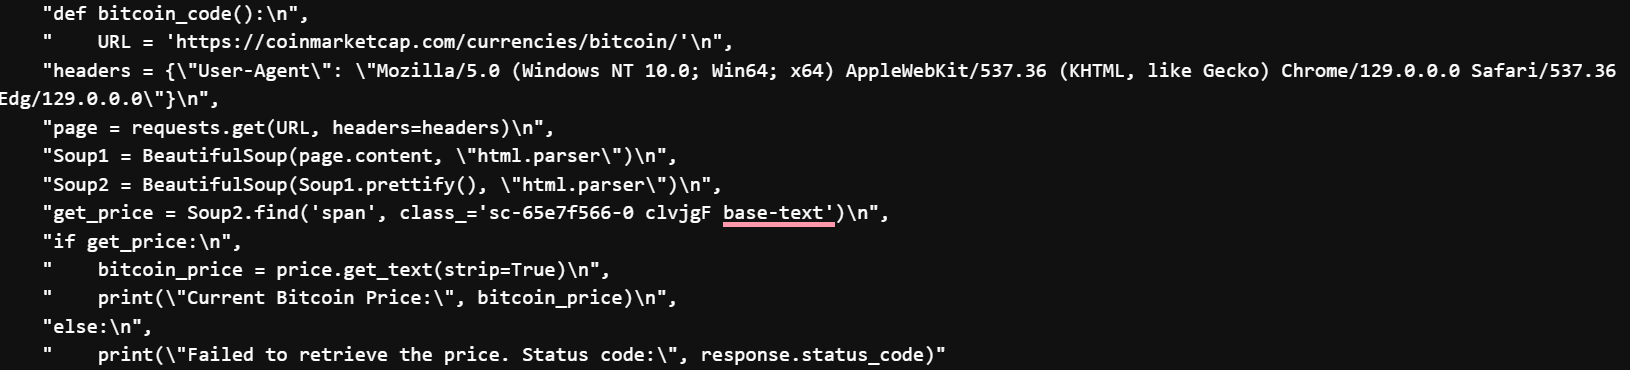 "def bitcoin_code():\n",
"    URL = 'https://coinmarketcap.com/currencies/bitcoin/'\n",
"headers = {\"User-Agent\": \"Mozilla/5.0 (Windows NT 10.0; Win64; x64) AppleWebKit/537.36 (KHTML, like Gecko) Chrome/129.0.0.0 Safari/537.36
Edg/129.0.0.0\"}\n",
"page = requests.get(URL, headers=headers)\n",
"Soup1 = BeautifulSoup(page.content, \"html.parser\")\n",
"Soup2 = BeautifulSoup(Soup1.prettify(), \"html.parser\")\n",
"get_price = Soup2.find('span', class_='sc-65e7f566-0 clvjgF base-text')\n",
"if get_price:\n",
"    bitcoin_price = price.get_text(strip=True)\n",
"    print(\"Current Bitcoin Price:\", bitcoin_price)\n",
"else:\n",
"    print(\"Failed to retrieve the price. Status code:\", response.status_code)"